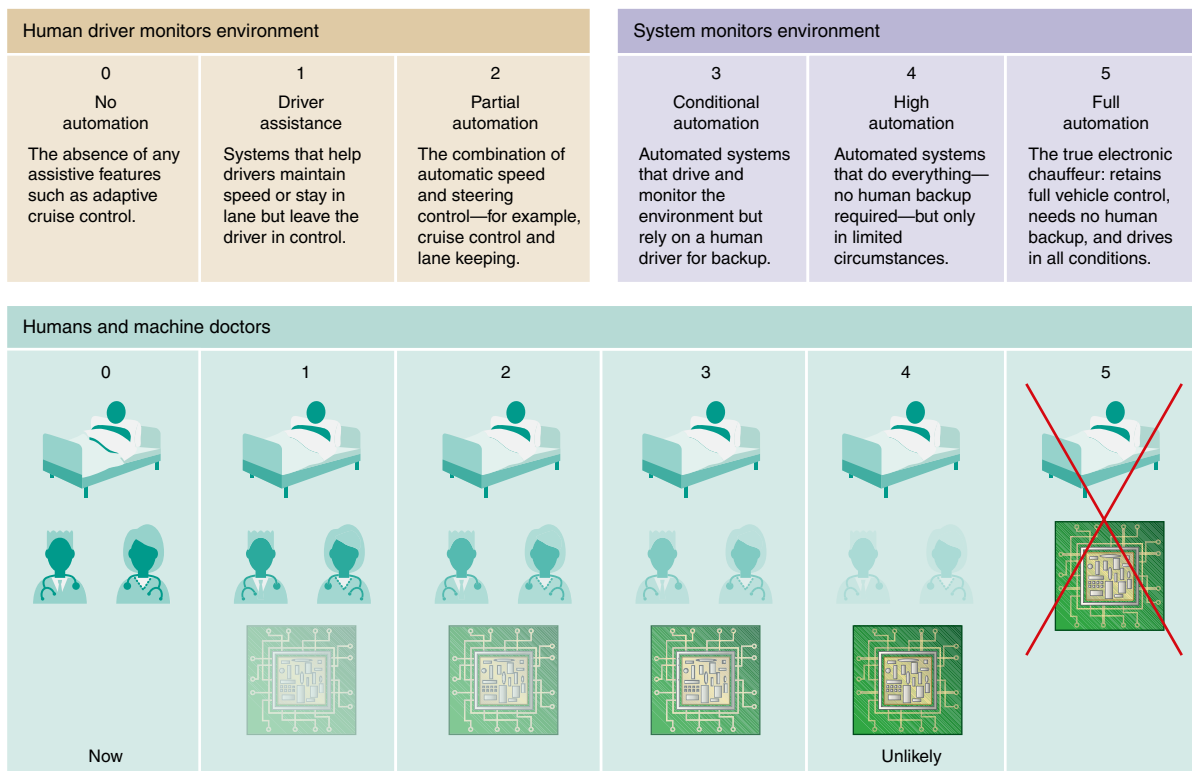 Human driver monitors environment
System monitors environment
0
No
automation
The absence of any
assistive features
such as adaptive
cruise control.
1
Driver
assistance
Systems that help
drivers maintain
speed or stay in
lane but leave the
driver in control.
2
Partial
automation
The combination of
automatic speed
and steering
control—for example,
cruise control and
lane keeping.
3
Conditional
automation
Automated systems
that drive and
monitor the
environment but
rely on a human
driver for backup.
4
High
automation
Automated systems
that do everything—
no human backup
required—but only
in limited
circumstances.
5
Full
automation
The true electronic
chauffeur: retains
full vehicle control,
needs no human
backup, and drives
in all conditions.
Humans and machine doctors
0
1
2
3
4
5
Now
Unlikely